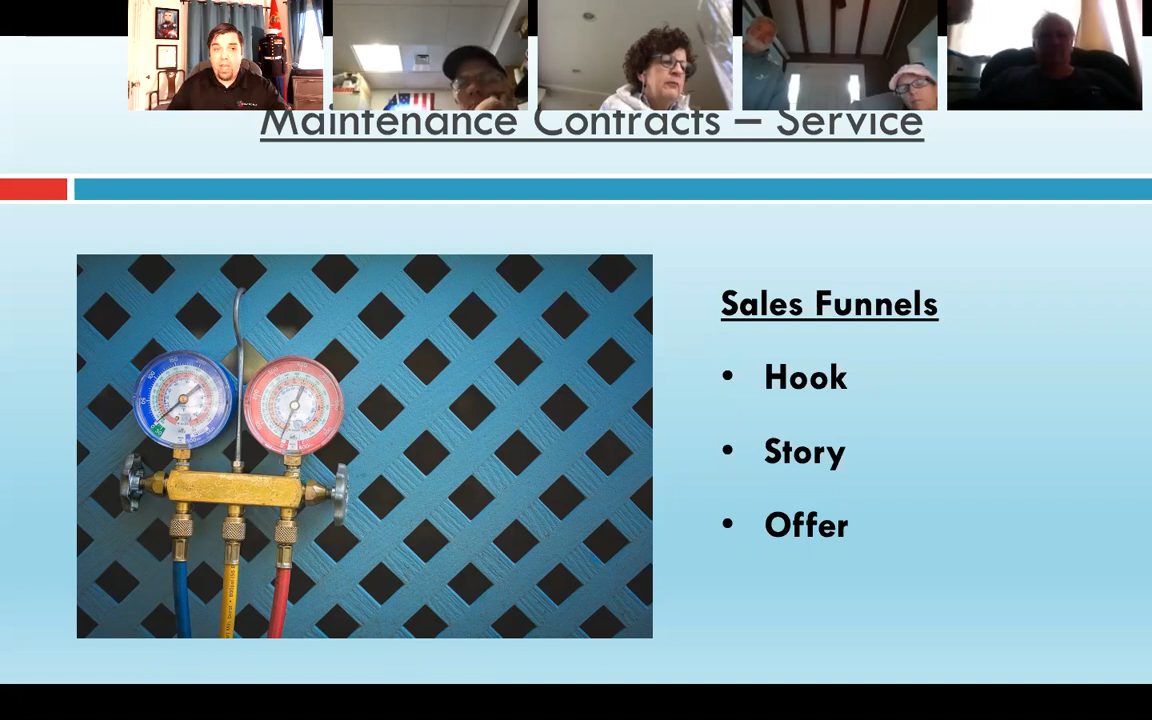 Maintenance Contracts – Service
Sales Funnels
• Hook
• Story
• Offer